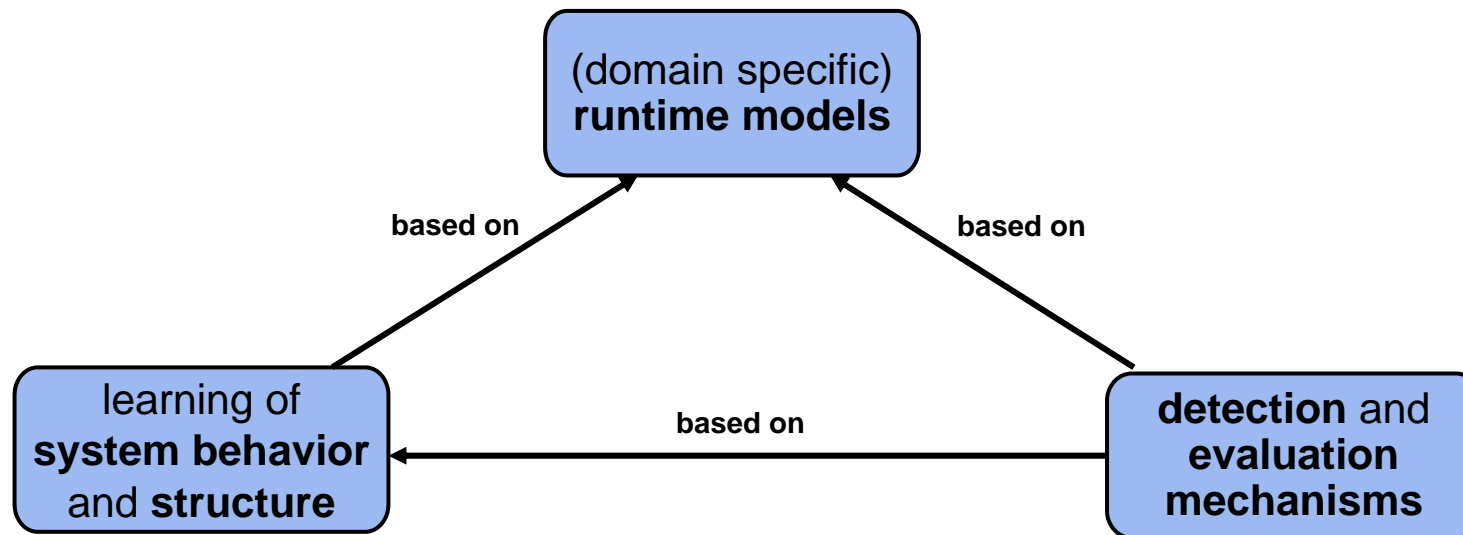 (domain specific)
runtime models
based on
based on
learning of
system behavior
and structure
based on
detection and
evaluation
mechanisms